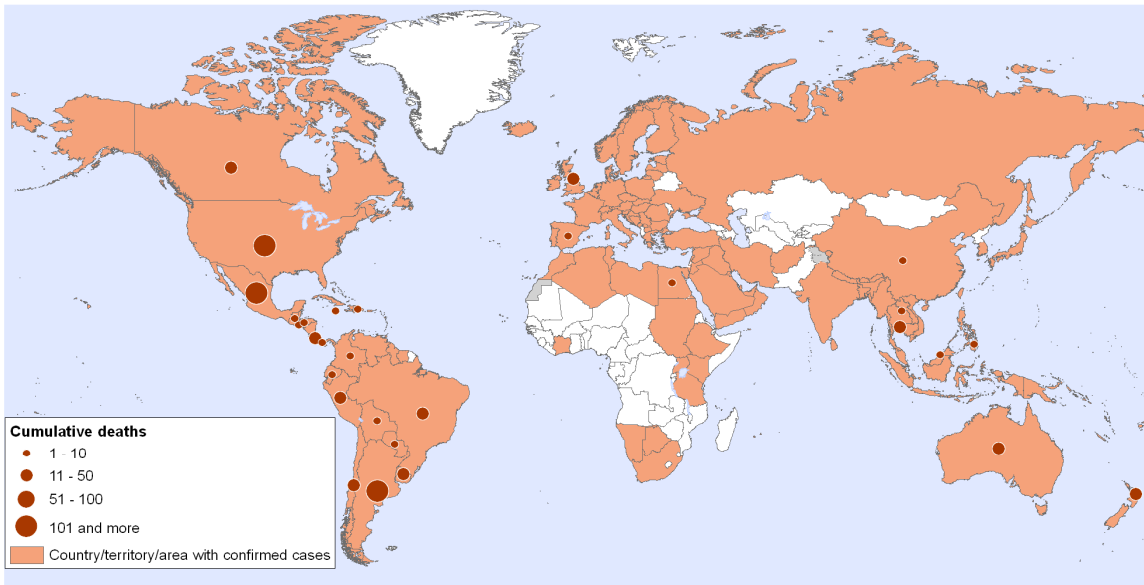 Cumulative deaths
1 - 10
11 - 50
51 - 100
101 and more
Country/territory/area with confirmed cases